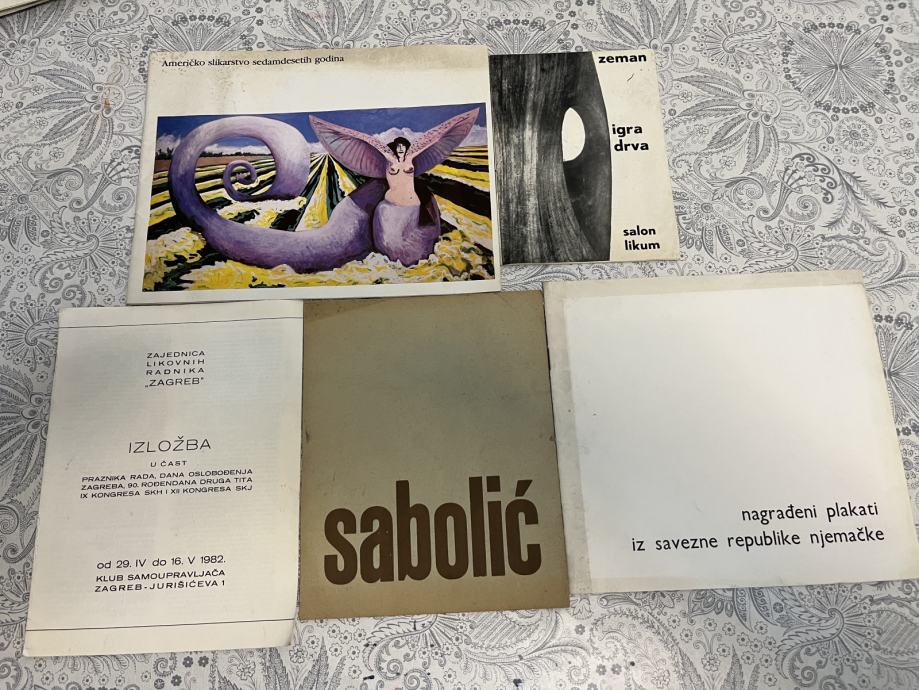 Američko slikarstvo sedamdesetih godina
zeman
igra
drva
salon
likum
ZAJEDNICA
LIKOVNIH
RADNIKA
„ZAGREB”
IZLOŽBA
U ČAST
PRAZNIKA RADA, DANA OSLOBOĐENJA
ZAGREBA, 90. ROĐENDANA DRUGA TITA
IX KONGRESA SKH I XII KONGRESA SKJ
od 29. IV do 16. V 1982.
KLUB SAMOUPRAVLJAČA
ZAGREB-JURIŠIĆEVA 1
sabolić
nagrađeni plakati
iz savezne republike njemačke